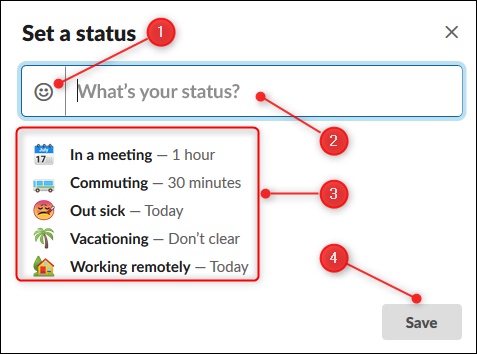 Set a status
1
What's your status?
2
July
17
In a meeting — 1 hour
Commuting — 30 minutes
3
Out sick — Today
Vacationing — Don't clear
Working remotely — Today
4
Save